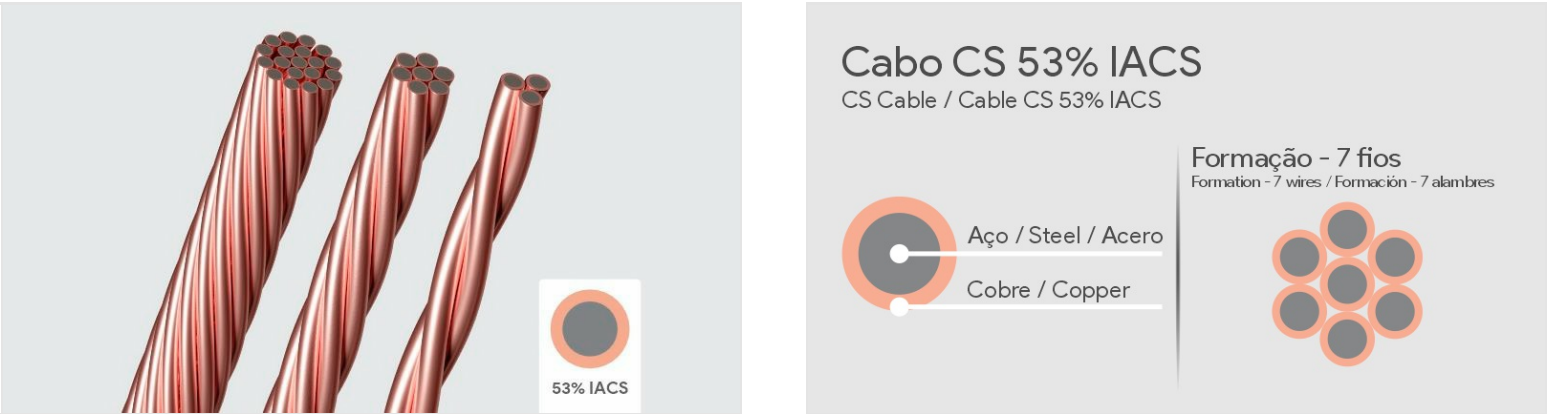 53% IACS
Cabo CS 53% IACS
CS Cable / Cable CS 53% IACS
Formação - 7 fios
Formation - 7 wires / Formación - 7 alambres
Aço / Steel / Acero
Cobre / Copper